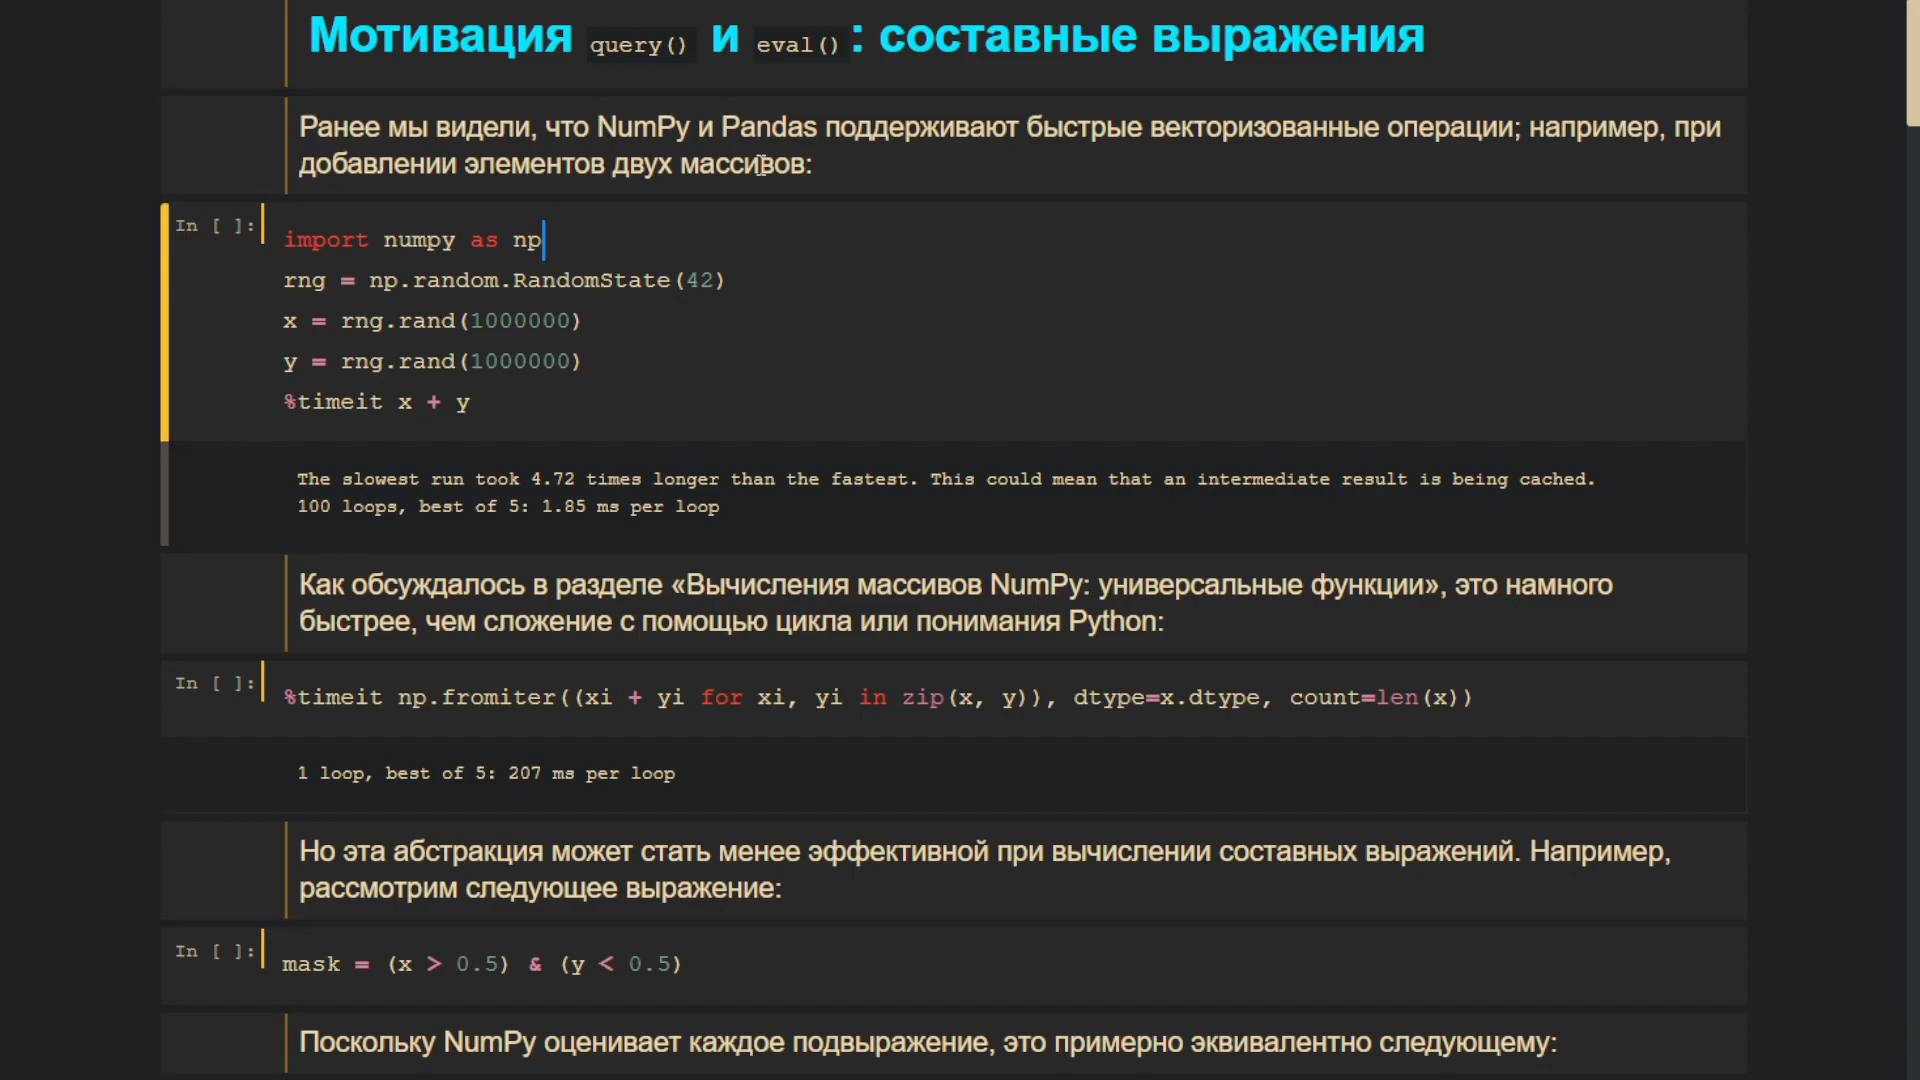 Мотивация query() и eval(): составные выражения
Ранее мы видели, что NumPy и Pandas поддерживают быстрые векторизованные операции; например, при
добавлении элементов двух массивов:
In [ ]:
import numpy as np
rng = np.random.RandomState(42)
x = rng.rand(1000000)
y = rng.rand(1000000)
%timeit x + y
The slowest run took 4.72 times longer than the fastest. This could mean that an intermediate result is being cached.
100 loops, best of 5: 1.85 ms per loop
Как обсуждалось в разделе «Вычисления массивов NumPy: универсальные функции», это намного
быстрее, чем сложение с помощью цикла или понимания Python:
In [ ]:
%timeit np.fromiter((xi + yi for xi, yi in zip(x, y)), dtype=x.dtype, count=len(x))
1 loop, best of 5: 207 ms per loop
Но эта абстракция может стать менее эффективной при вычислении составных выражений. Например,
рассмотрим следующее выражение:
In [ ]:
mask = (x > 0.5) & (y < 0.5)
Поскольку NumPy оценивает каждое подвыражение, это примерно эквивалентно следующему: